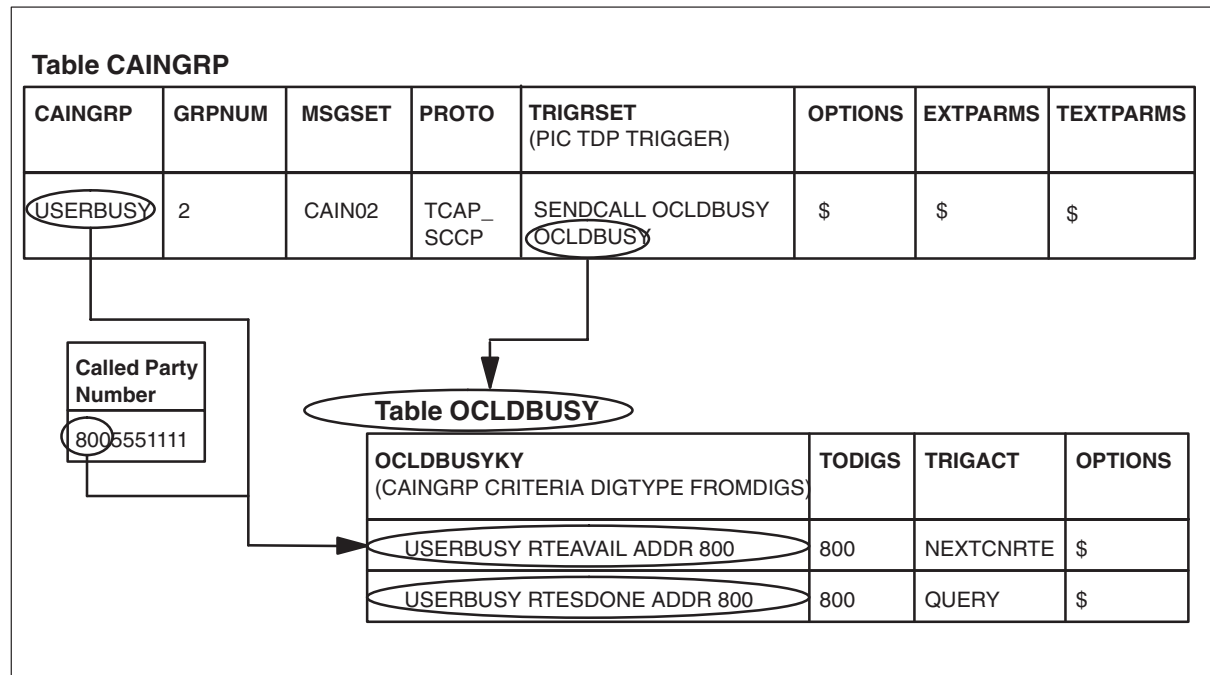 Table CAINGRP
CAINGRP GRPNUM MSGSET PROTO TRIGRSET OPTIONS EXTPARMS TEXTPARMS
(PIC TDP TRIGGER)
USERBUSY 2 CAIN02 TCAP_ SENDCALL OCLDBUSY $ $ $
SCCP OCLDBUSY
Called Party
Number
8005551111
Table OCLDBUSY
OCLDBUSYKY TODIGS TRIGACT OPTIONS
(CAINGRP CRITERIA DIGTYPE FROMDIGS)
USERBUSY RTEAVAIL ADDR 800 800 NEXTCNRTE $
USERBUSY RTESDONE ADDR 800 800 QUERY $